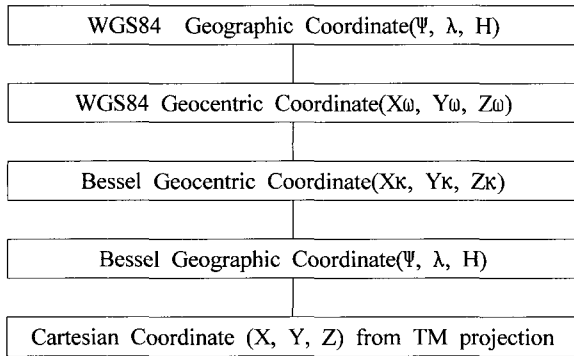 WGS84 Geographic Coordinate(Ψ, λ, H)
WGS84 Geocentric Coordinate(Xω, Yω, Zω)
Bessel Geocentric Coordinate(Xκ, Yκ, Zκ)
Bessel Geographic Coordinate(Ψ, λ, H)
Cartesian Coordinate (X, Y, Z) from TM projection